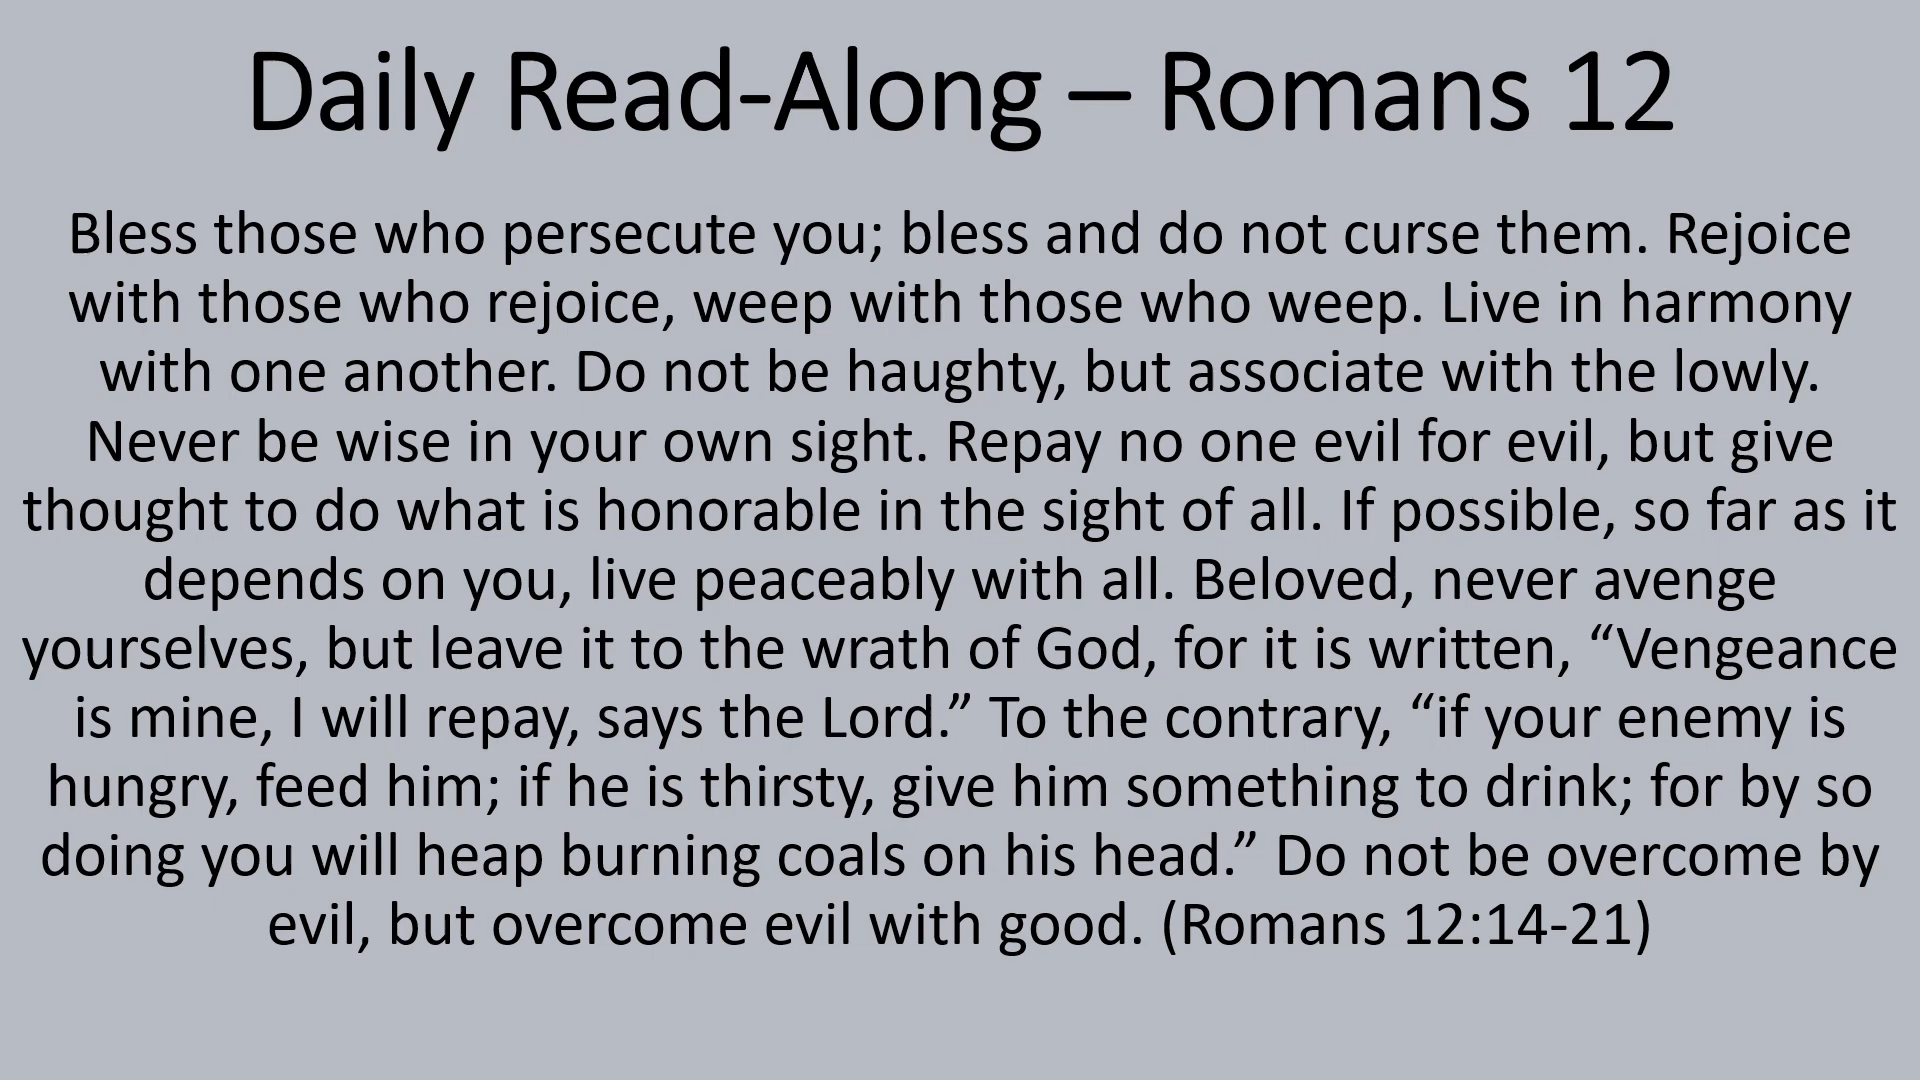 Daily Read-Along – Romans 12
Bless those who persecute you; bless and do not curse them. Rejoice
with those who rejoice, weep with those who weep. Live in harmony
with one another. Do not be haughty, but associate with the lowly.
Never be wise in your own sight. Repay no one evil for evil, but give
thought to do what is honorable in the sight of all. If possible, so far as it
depends on you, live peaceably with all. Beloved, never avenge
yourselves, but leave it to the wrath of God, for it is written, “Vengeance
is mine, I will repay, says the Lord.” To the contrary, “if your enemy is
hungry, feed him; if he is thirsty, give him something to drink; for by so
doing you will heap burning coals on his head.” Do not be overcome by
evil, but overcome evil with good. (Romans 12:14-21)